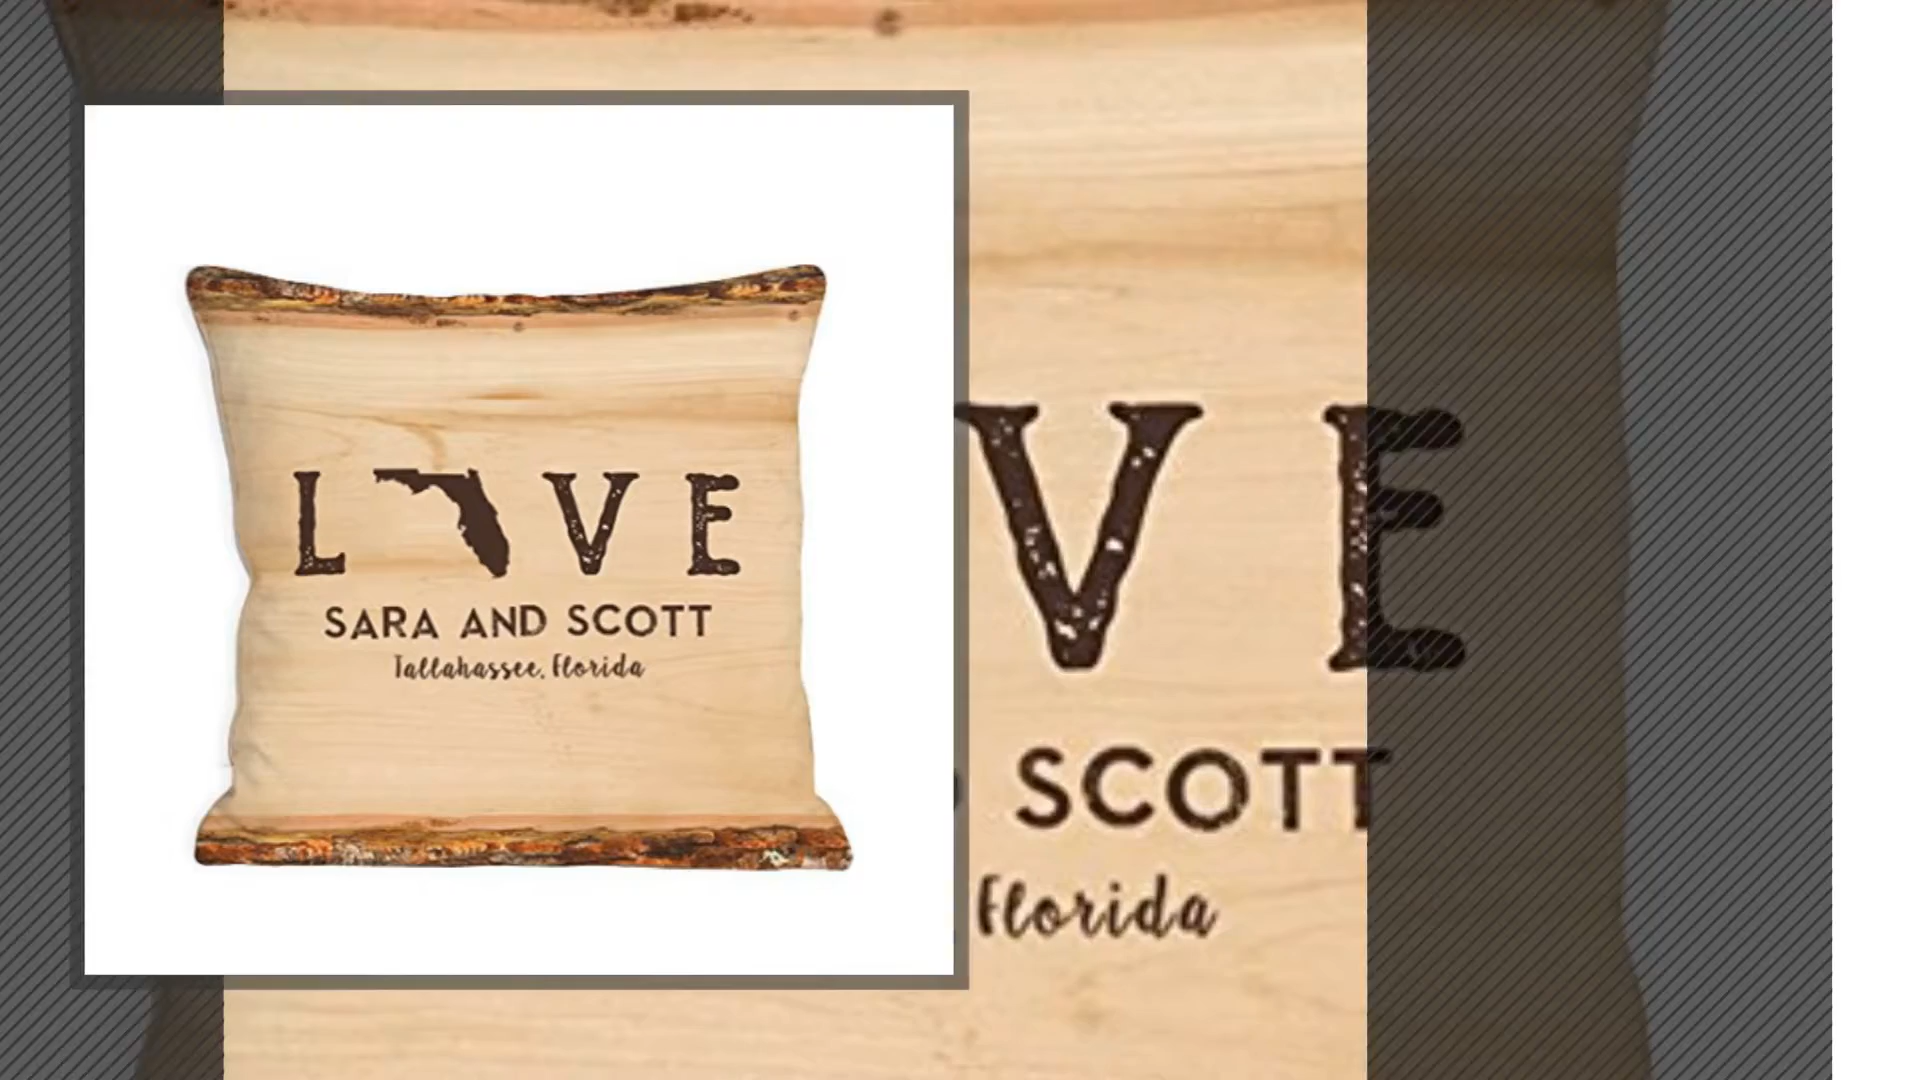 L VE
SARA AND SCOTT
Tallahassee, Florida
VE
SCOTT
Florida